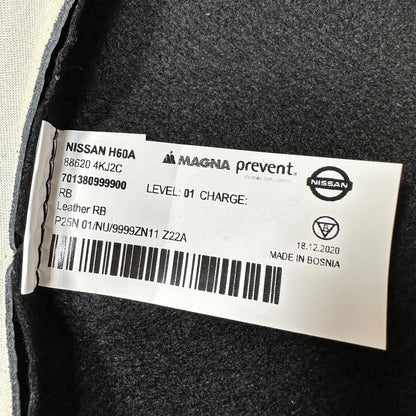 NISSAN H60A
88620 4KJ2C
701380999900
RB
Leather RB
P25N 01/NU/9999ZN11 Z22A
MAGNA prevent.
LEVEL: 01 CHARGE:
NISSAN
18.12.2020
MADE IN BOSNIA